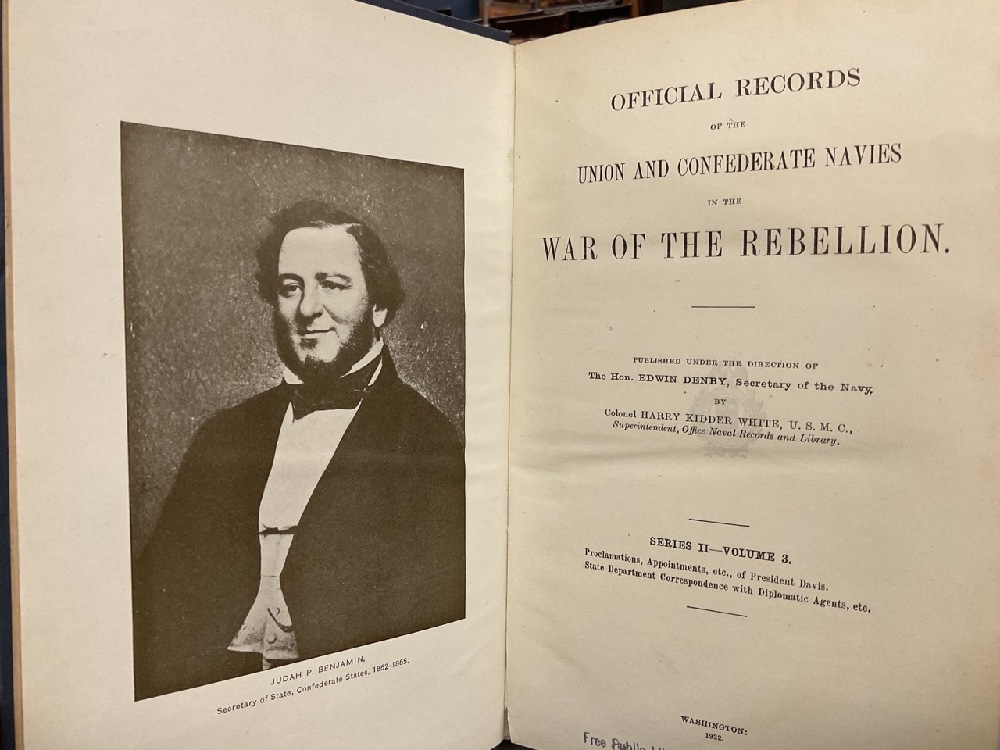 JUDAH P. BENJAMIN,
Secretary of State, Confederate States, 1862-1865.
OFFICIAL RECORDS
OF THE
UNION AND CONFEDERATE NAVIES
IN THE
WAR OF THE REBELLION.
PUBLISHED UNDER THE DIRECTION OF
The Hon. EDWIN DENBY, Secretary of the Navy,
BY
Colonel HARRY KIDDER WHITE, U. S. M. C.,
Superintendent, Office Naval Records and Library.
SERIES II—VOLUME 3.
Proclamations, Appointments, etc., of President Davis.
State Department Correspondence with Diplomatic Agents, etc.
WASHINGTON:
1922.
Free Public